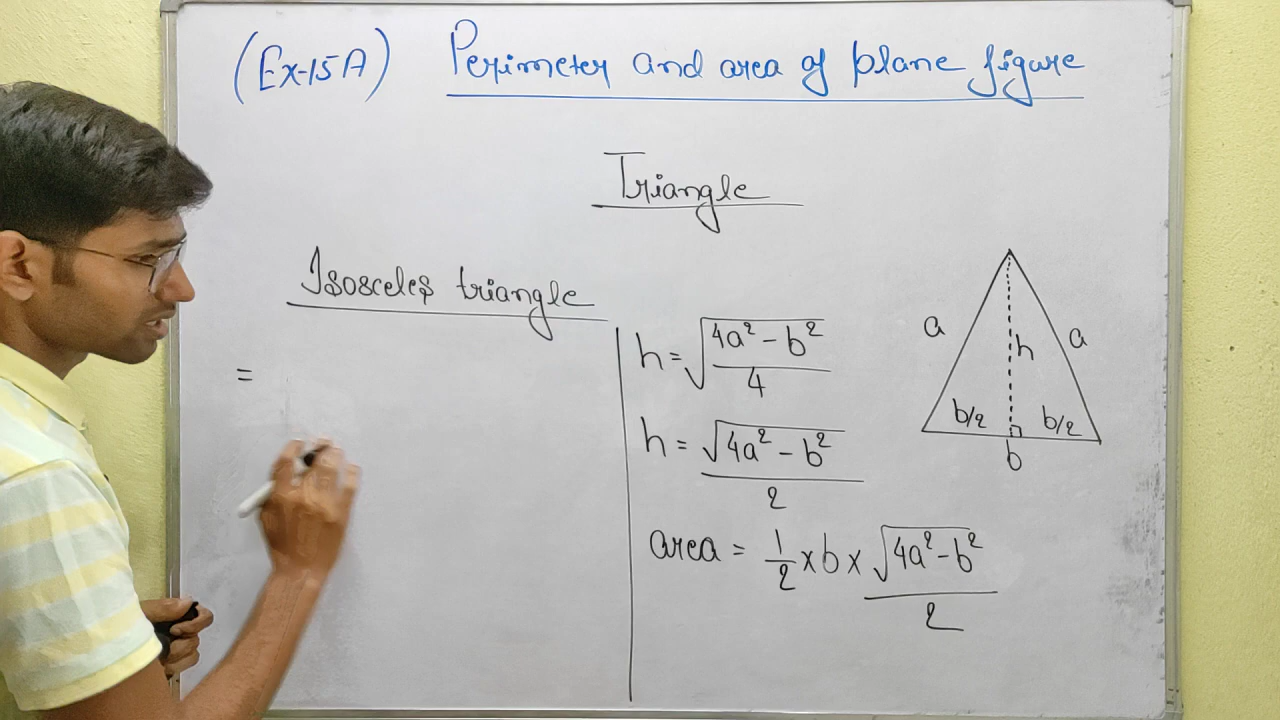 (Ex-15A) Perimeter and area of plane figure
Triangle
Isosceles triangle
=
h = √((4a² - b²)/4)
h = √(4a² - b²)/2
area = 1/2 × b × √(4a² - b²)/2
a
h
a
b/2
b/2
b